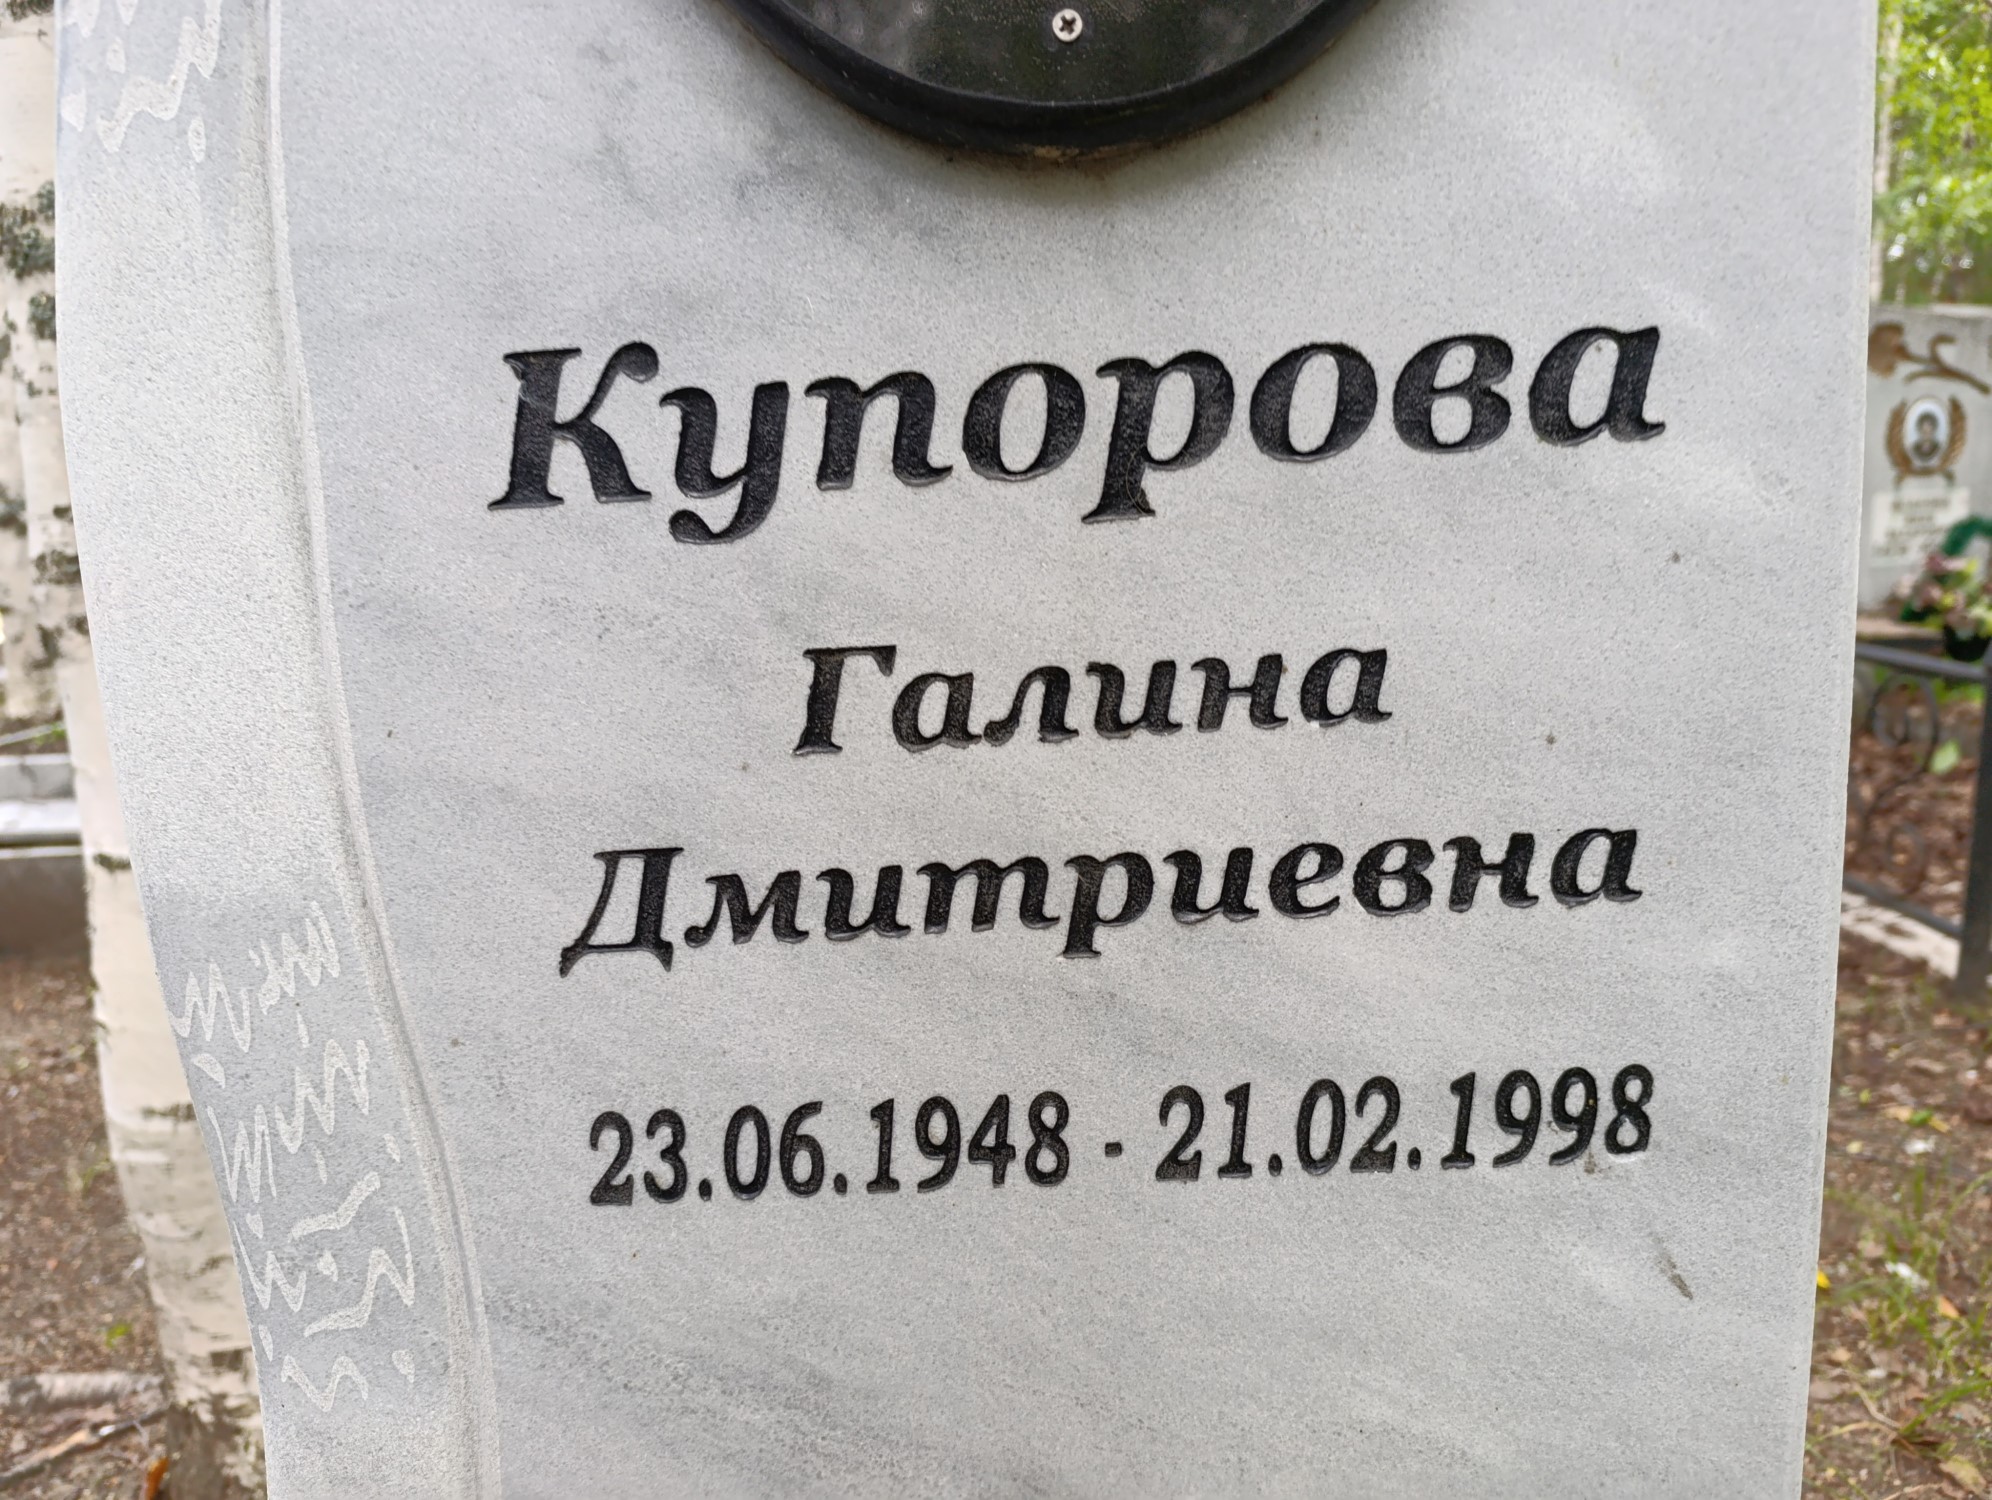 Купорова
Галина
Дмитриевна
23.06.1948 - 21.02.1998